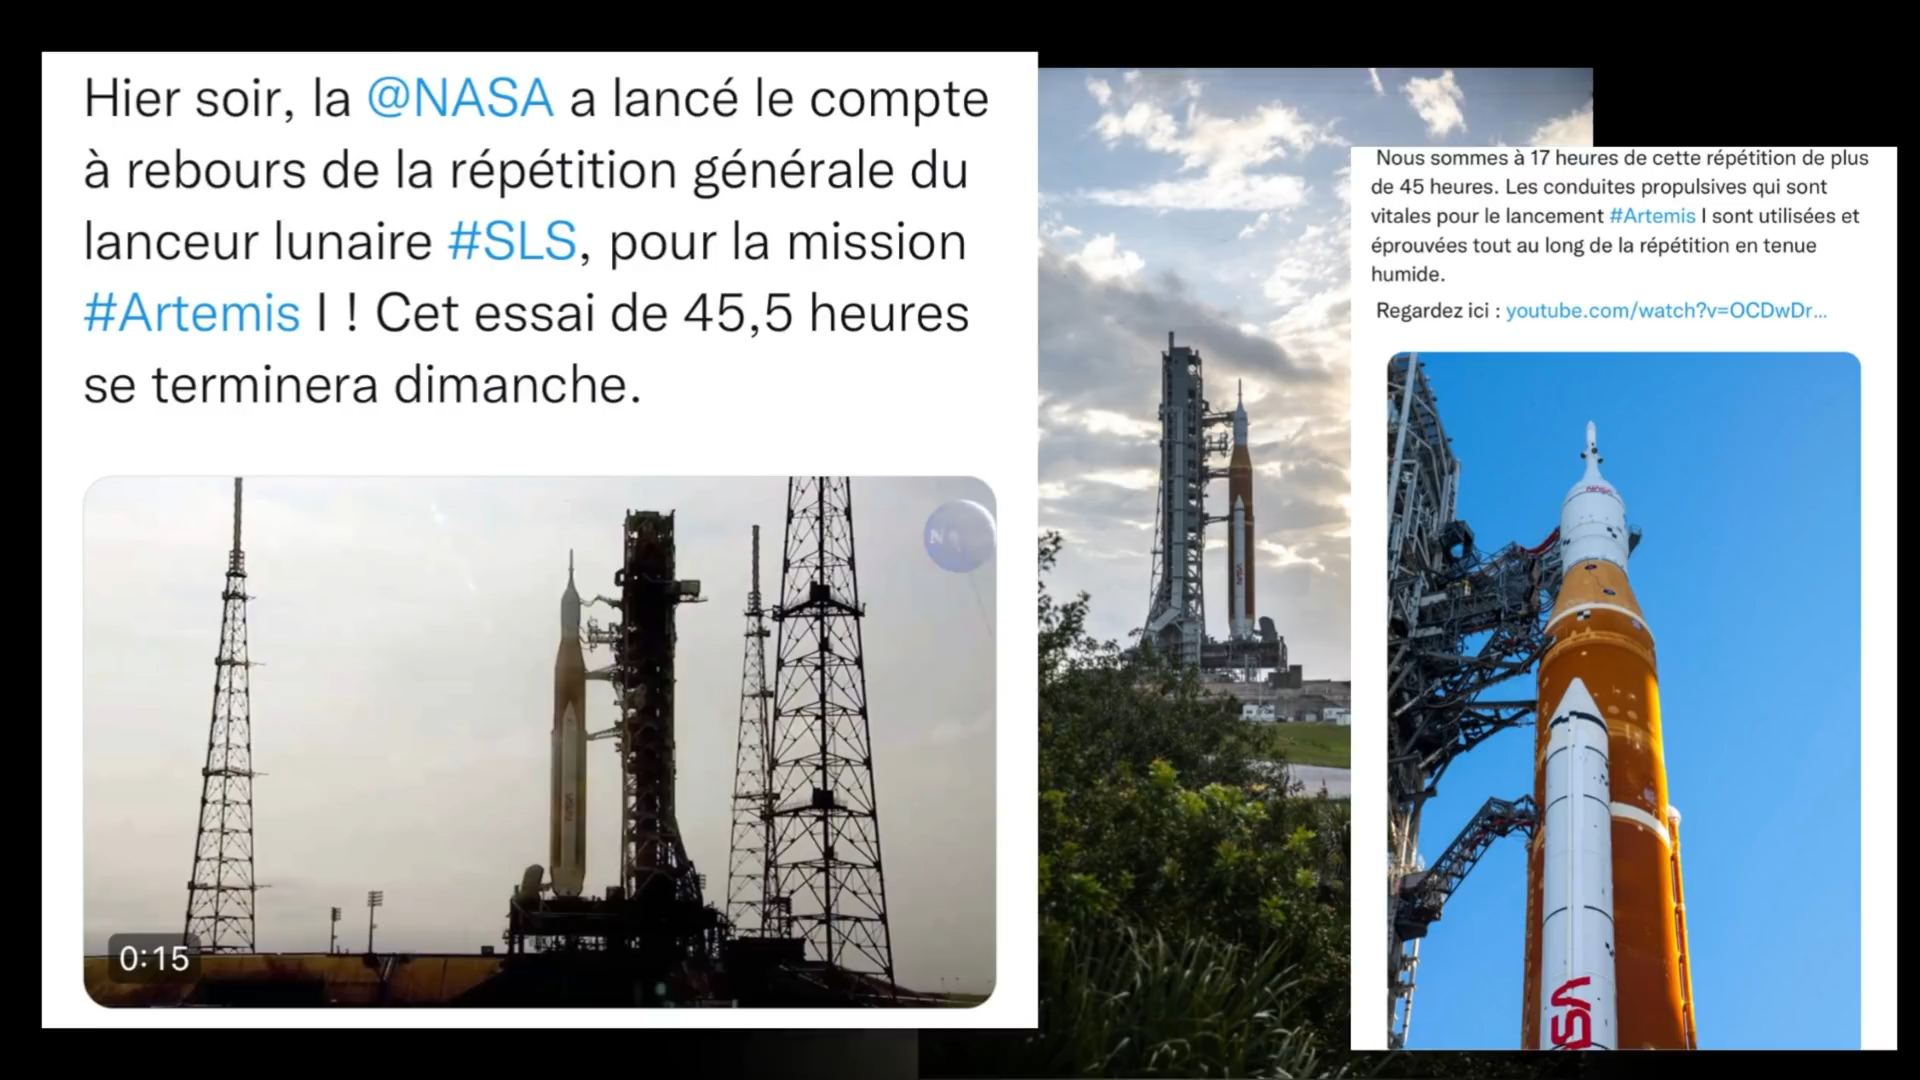 Hier soir, la @NASA a lancé le compte
à rebours de la répétition générale du
lanceur lunaire #SLS, pour la mission
#Artemis I ! Cet essai de 45,5 heures
se terminera dimanche.
0:15
Nous sommes à 17 heures de cette répétition de plus
de 45 heures. Les conduites propulsives qui sont
vitales pour le lancement #Artemis I sont utilisées et
éprouvées tout au long de la répétition en tenue
humide.
Regardez ici : youtube.com/watch?v=OCDwDr...
NASA